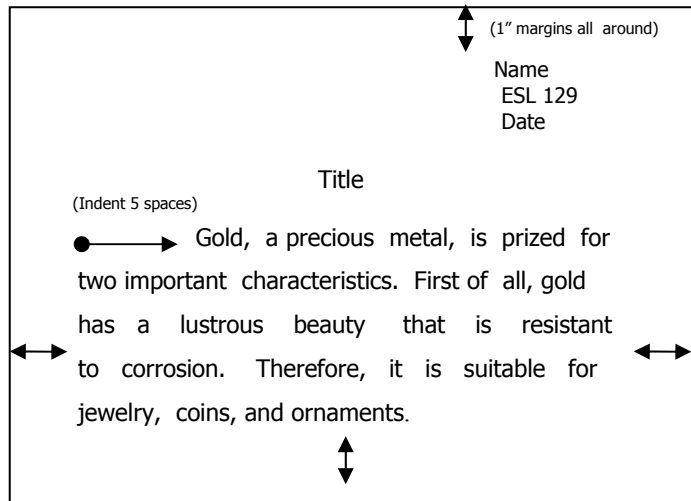 (1” margins all around)
Name
ESL 129
Date
Title
(Indent 5 spaces)
Gold, a precious metal, is prized for
two important characteristics. First of all, gold
has a lustrous beauty that is resistant
to corrosion. Therefore, it is suitable for
jewelry, coins, and ornaments.